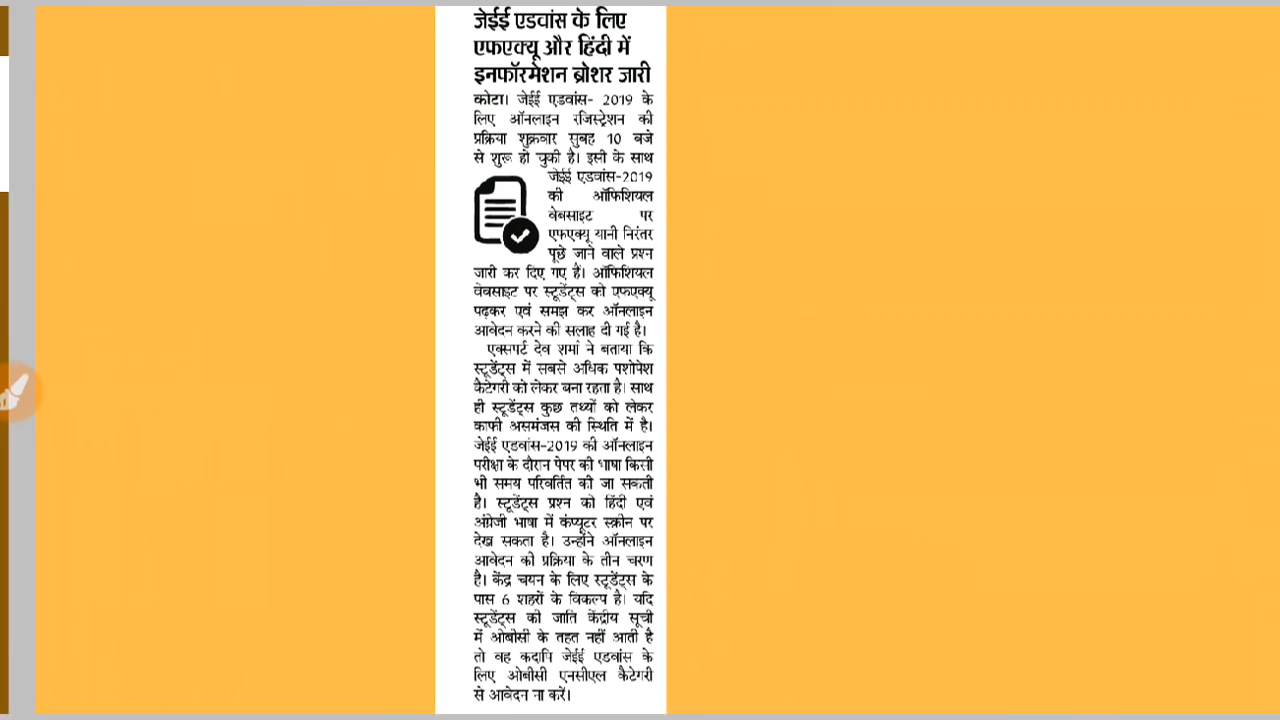 जेईई एडवांस के लिए
एफएक्यू और हिंदी में
इनफॉरमेशन ब्रोशर जारी
कोटा। जेईई एडवांस- 2019 के
लिए ऑनलाइन रजिस्ट्रेशन की
प्रक्रिया शुक्रवार सुबह 10 बजे
से शुरू हो चुकी है। इसी के साथ
जेईई एडवांस-2019
की ऑफिशियल
वेबसाइट पर
एफएक्यू यानी निरंतर
पूछे जाने वाले प्रश्न
जारी कर दिए गए हैं। ऑफिशियल
वेबसाइट पर स्टूडेंट्स को एफएक्यू
पढ़कर एवं समझ कर ऑनलाइन
आवेदन करने की सलाह दी गई है।
एक्सपर्ट देव शर्मा ने बताया कि
स्टूडेंट्स में सबसे अधिक पशोपेश
कैटेगरी को लेकर बना रहता है। साथ
ही स्टूडेंट्स कुछ तथ्यों को लेकर
काफी असमंजस की स्थिति में है।
जेईई एडवांस-2019 की ऑनलाइन
परीक्षा के दौरान पेपर की भाषा किसी
भी समय परिवर्तित की जा सकती
है। स्टूडेंट्स प्रश्न को हिंदी एवं
अंग्रेजी भाषा में कंप्यूटर स्क्रीन पर
देख सकता है। उन्होंने ऑनलाइन
आवेदन की प्रक्रिया के तीन चरण
है। केंद्र चयन के लिए स्टूडेंट्स के
पास 6 शहरों के विकल्प है। यदि
स्टूडेंट्स की जाति केंद्रीय सूची
में ओबीसी के तहत नहीं आती है
तो वह कदापि जेईई एडवांस के
लिए ओबीसी एनसीएल कैटेगरी
से आवेदन ना करें।